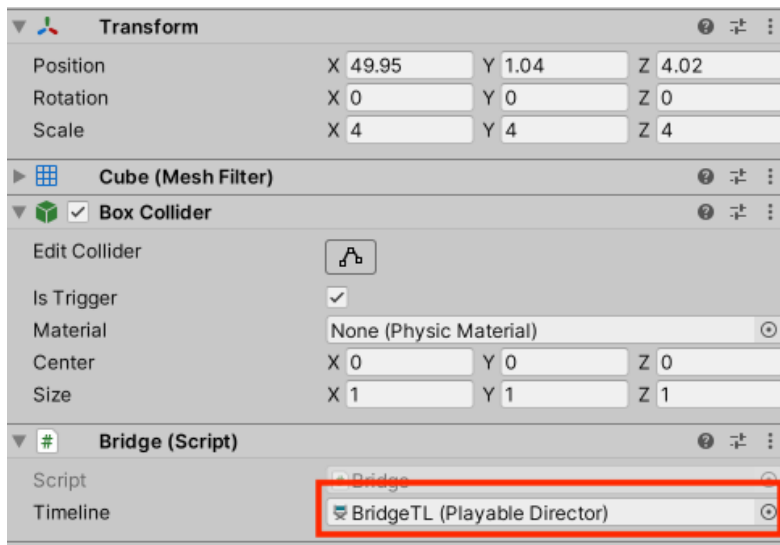 Transform
Position X 49.95 Y 1.04 Z 4.02
Rotation X 0 Y 0 Z 0
Scale X 4 Y 4 Z 4
Cube (Mesh Filter)
Box Collider
Edit Collider
Is Trigger
Material None (Physic Material)
Center X 0 Y 0 Z 0
Size X 1 Y 1 Z 1
# Bridge (Script)
Script # Bridge
Timeline BridgeTL (Playable Director)